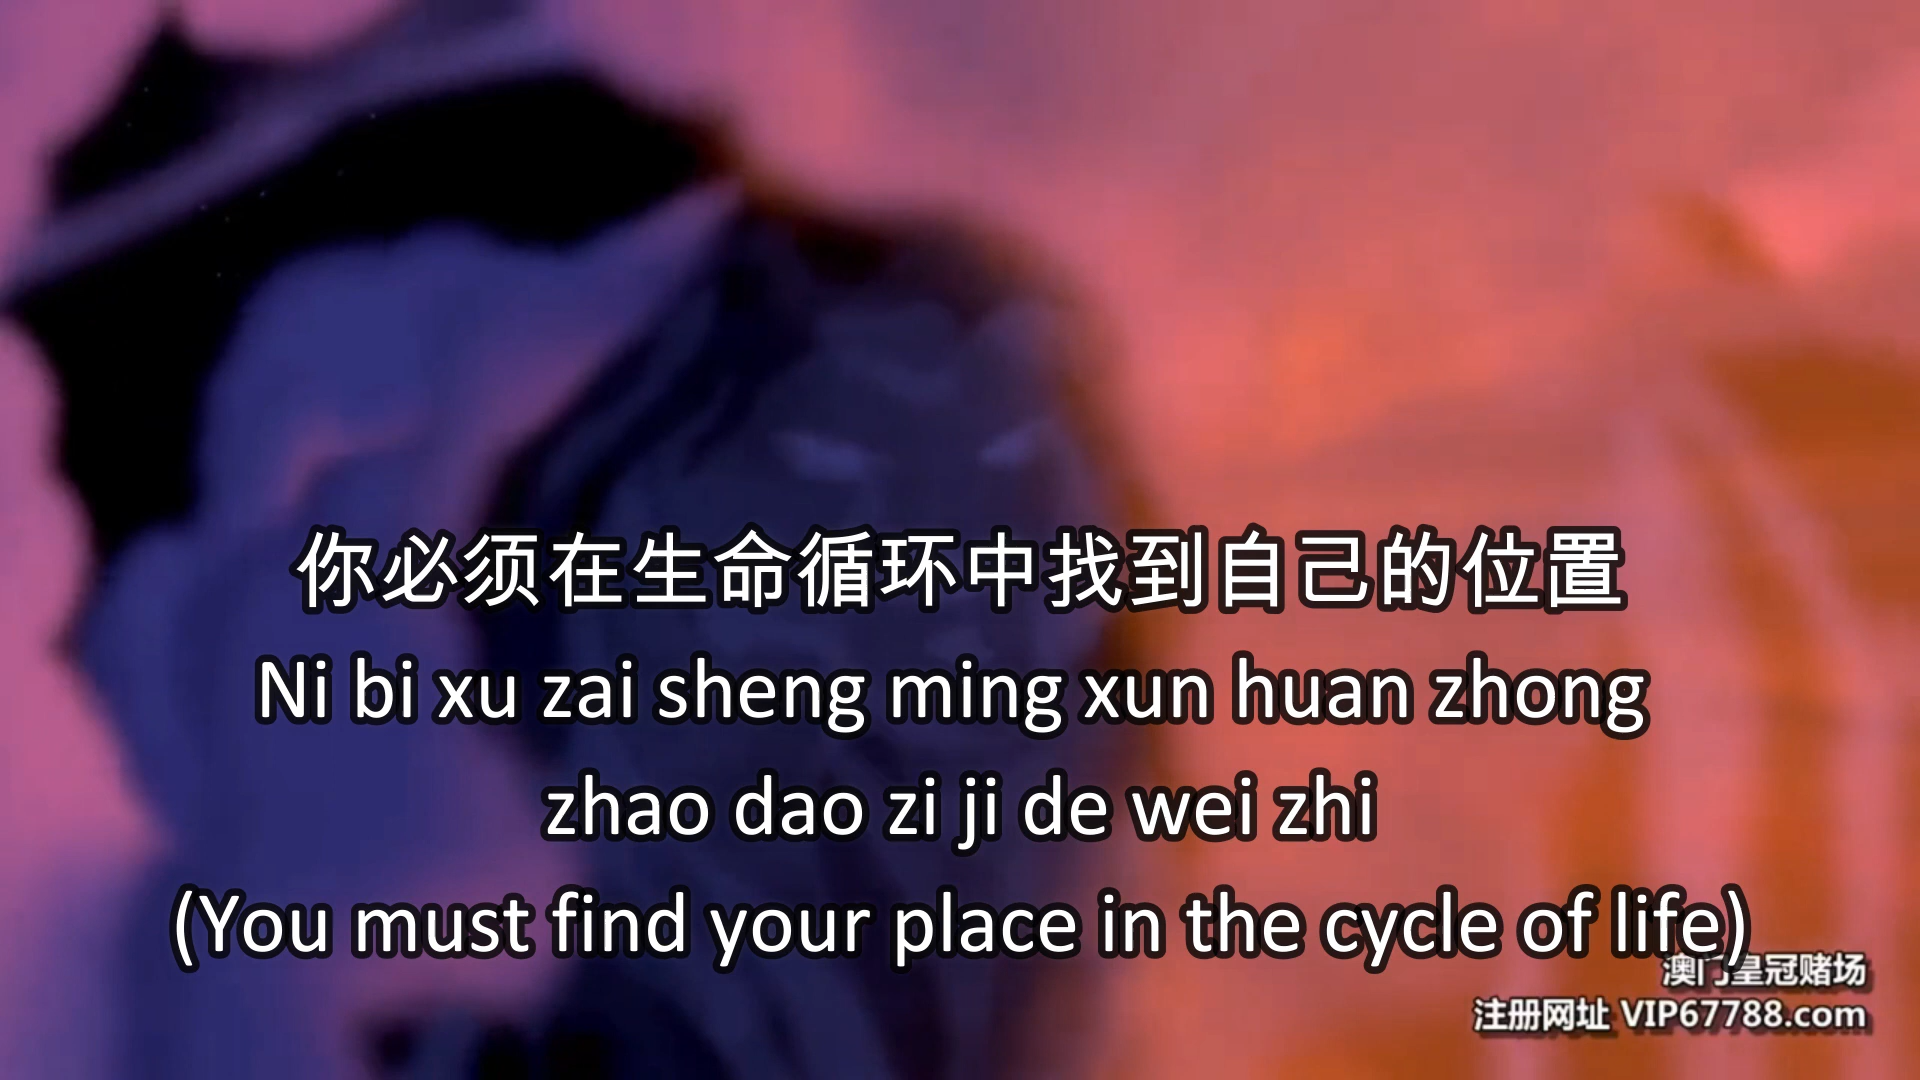 你必须在生命循环中找到自己的位置
Ni bi xu zai sheng ming xun huan zhong
zhao dao zi ji de wei zhi
(You must find your place in the cycle of life)
澳门皇冠赌场
注册网址 VIP67788.com